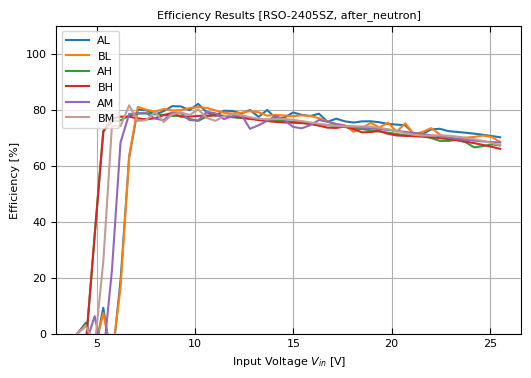 Efficiency Results [RSO-2405SZ, after_neutron]
AL
BL
AH
BH
AM
BM
100
80
60
40
20
0
Efficiency [%]
5
10
15
20
25
Input Voltage V_in [V]